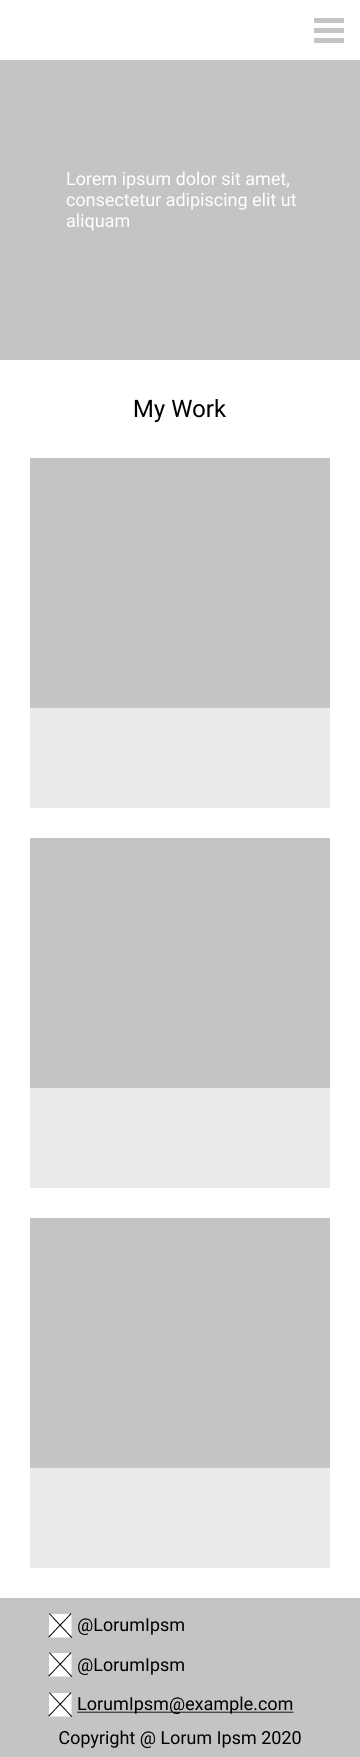 Lorem ipsum dolor sit amet,
consectetur adipiscing elit ut
aliquam
My Work
@LorumIpsm
@LorumIpsm
LorumIpsm@example.com
Copyright @ Lorum Ipsm 2020